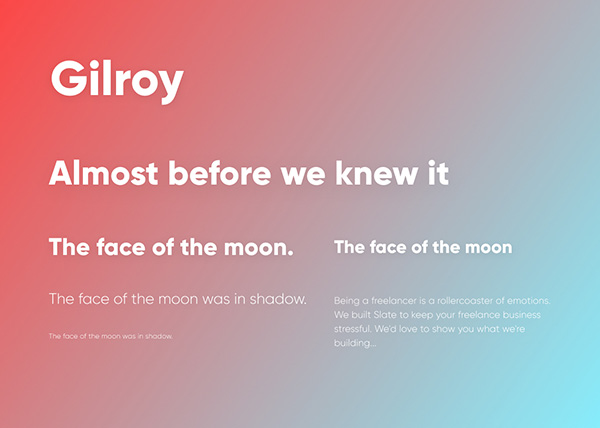 Gilroy
Almost before we knew it
The face of the moon.
The face of the moon was in shadow.
The face of the moon was in shadow.
The face of the moon
Being a freelancer is a rollercoaster of emotions.
We built Slate to keep your freelance business
stressful. We'd love to show you what we're
building...